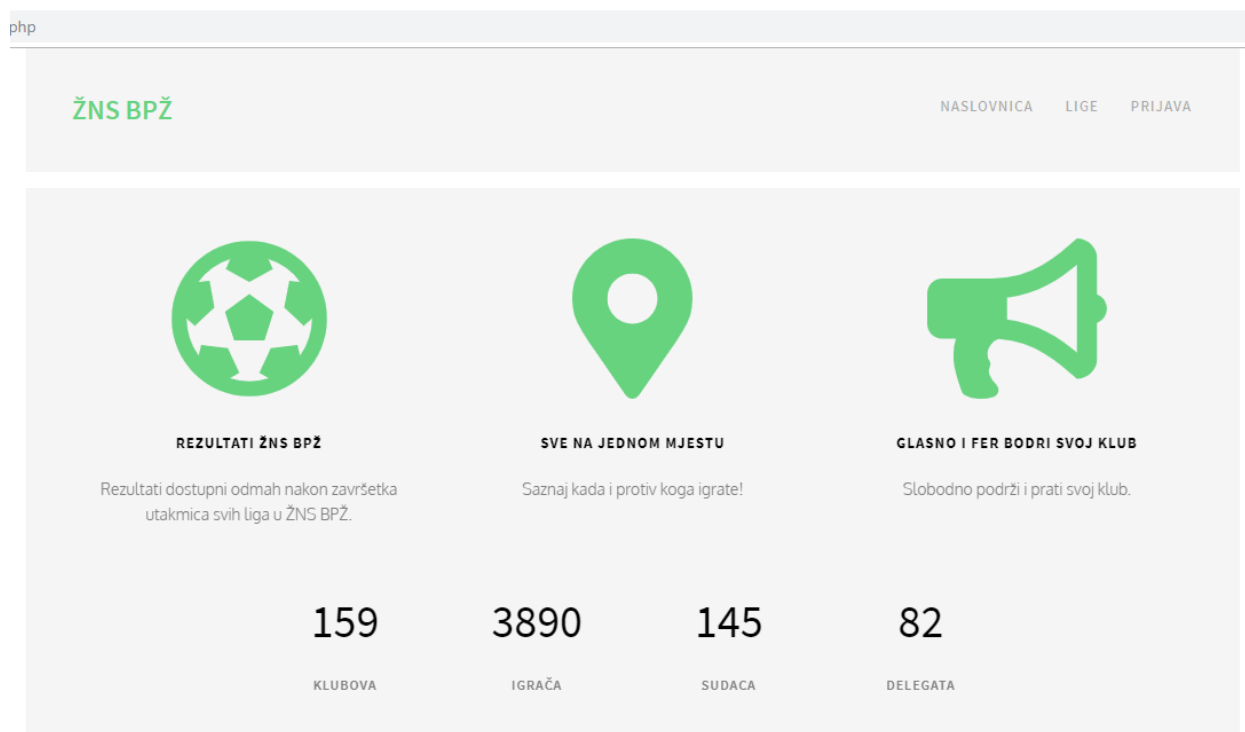 php
ŽNS BPŽ
NASLOVNICA LIGE PRIJAVA
REZULTATI ŽNS BPŽ
Rezultati dostupni odmah nakon završetka
utakmica svih liga u ŽNS BPŽ.
SVE NA JEDNOM MJESTU
Saznaj kada i protiv koga igrate!
GLASNO I FER BODRI SVOJ KLUB
Slobodno podrži i prati svoj klub.
159
KLUBOVA
3890
IGRAČA
145
SUDACA
82
DELEGATA